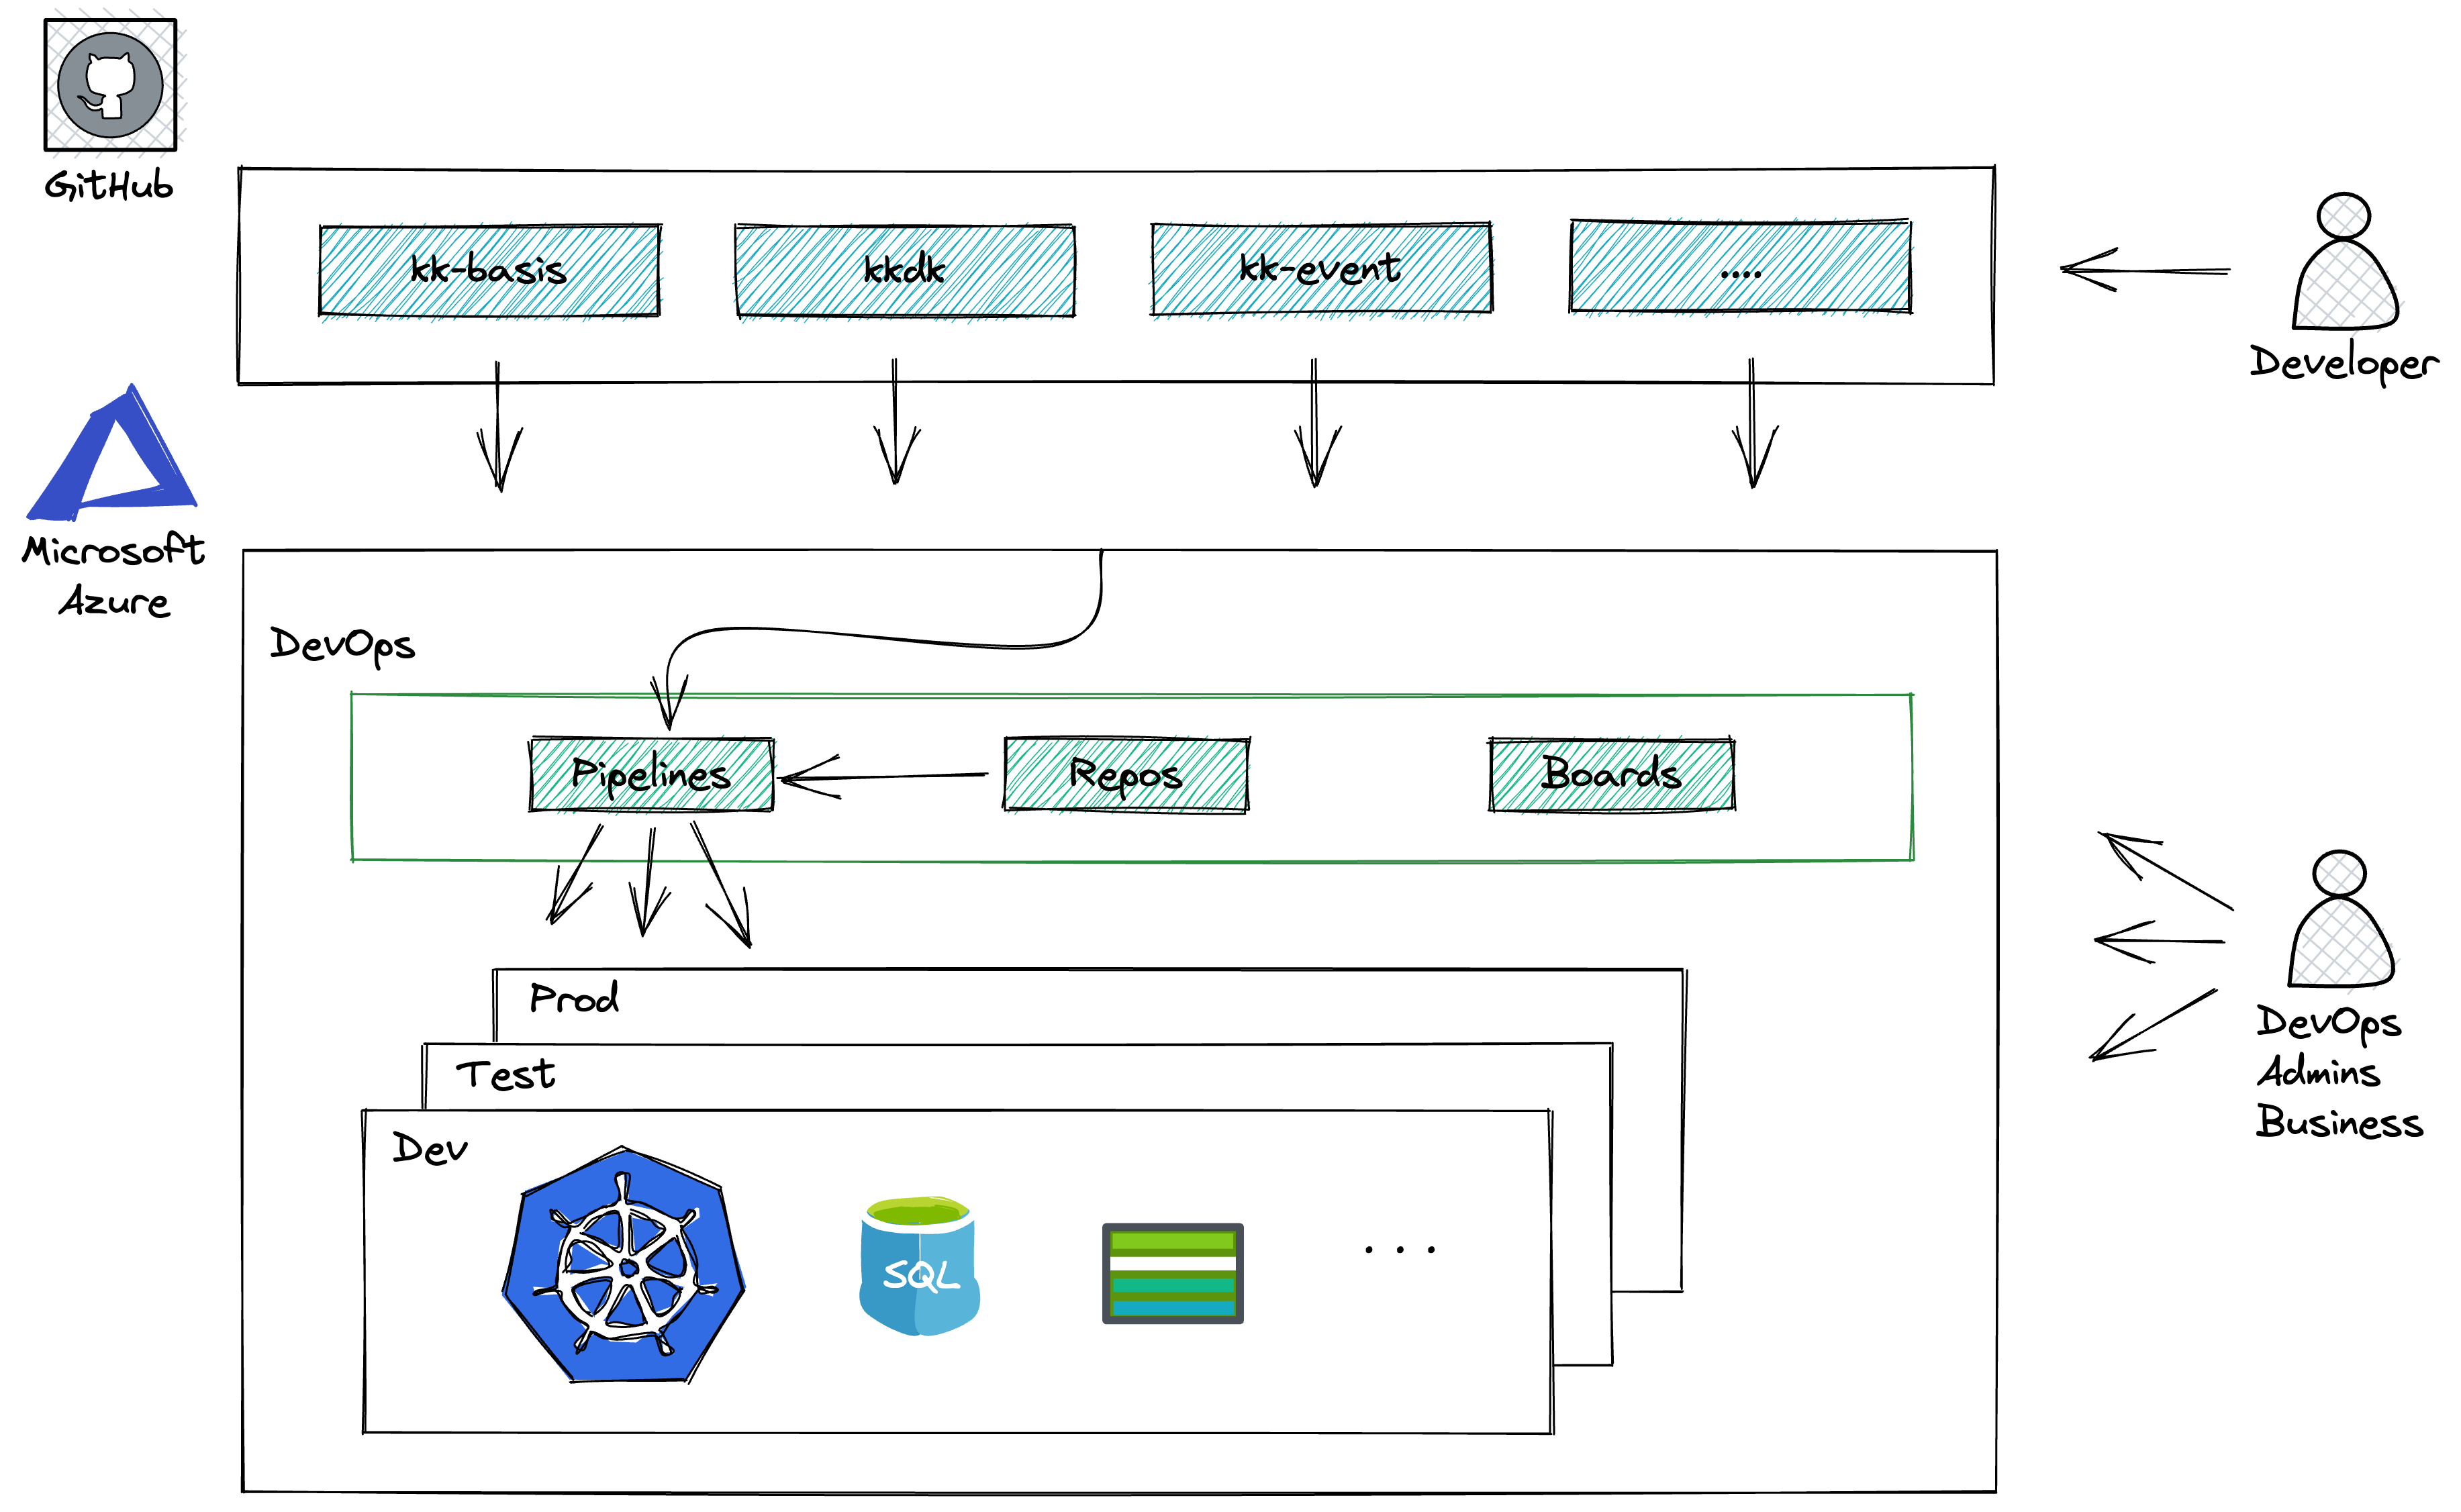 GitHub
kk-basis
kkdk
kk-event
....
Developer
Microsoft
Azure
DevOps
Pipelines
Repos
Boards
Prod
Test
Dev
SQL
. . .
DevOps
Admins
Business